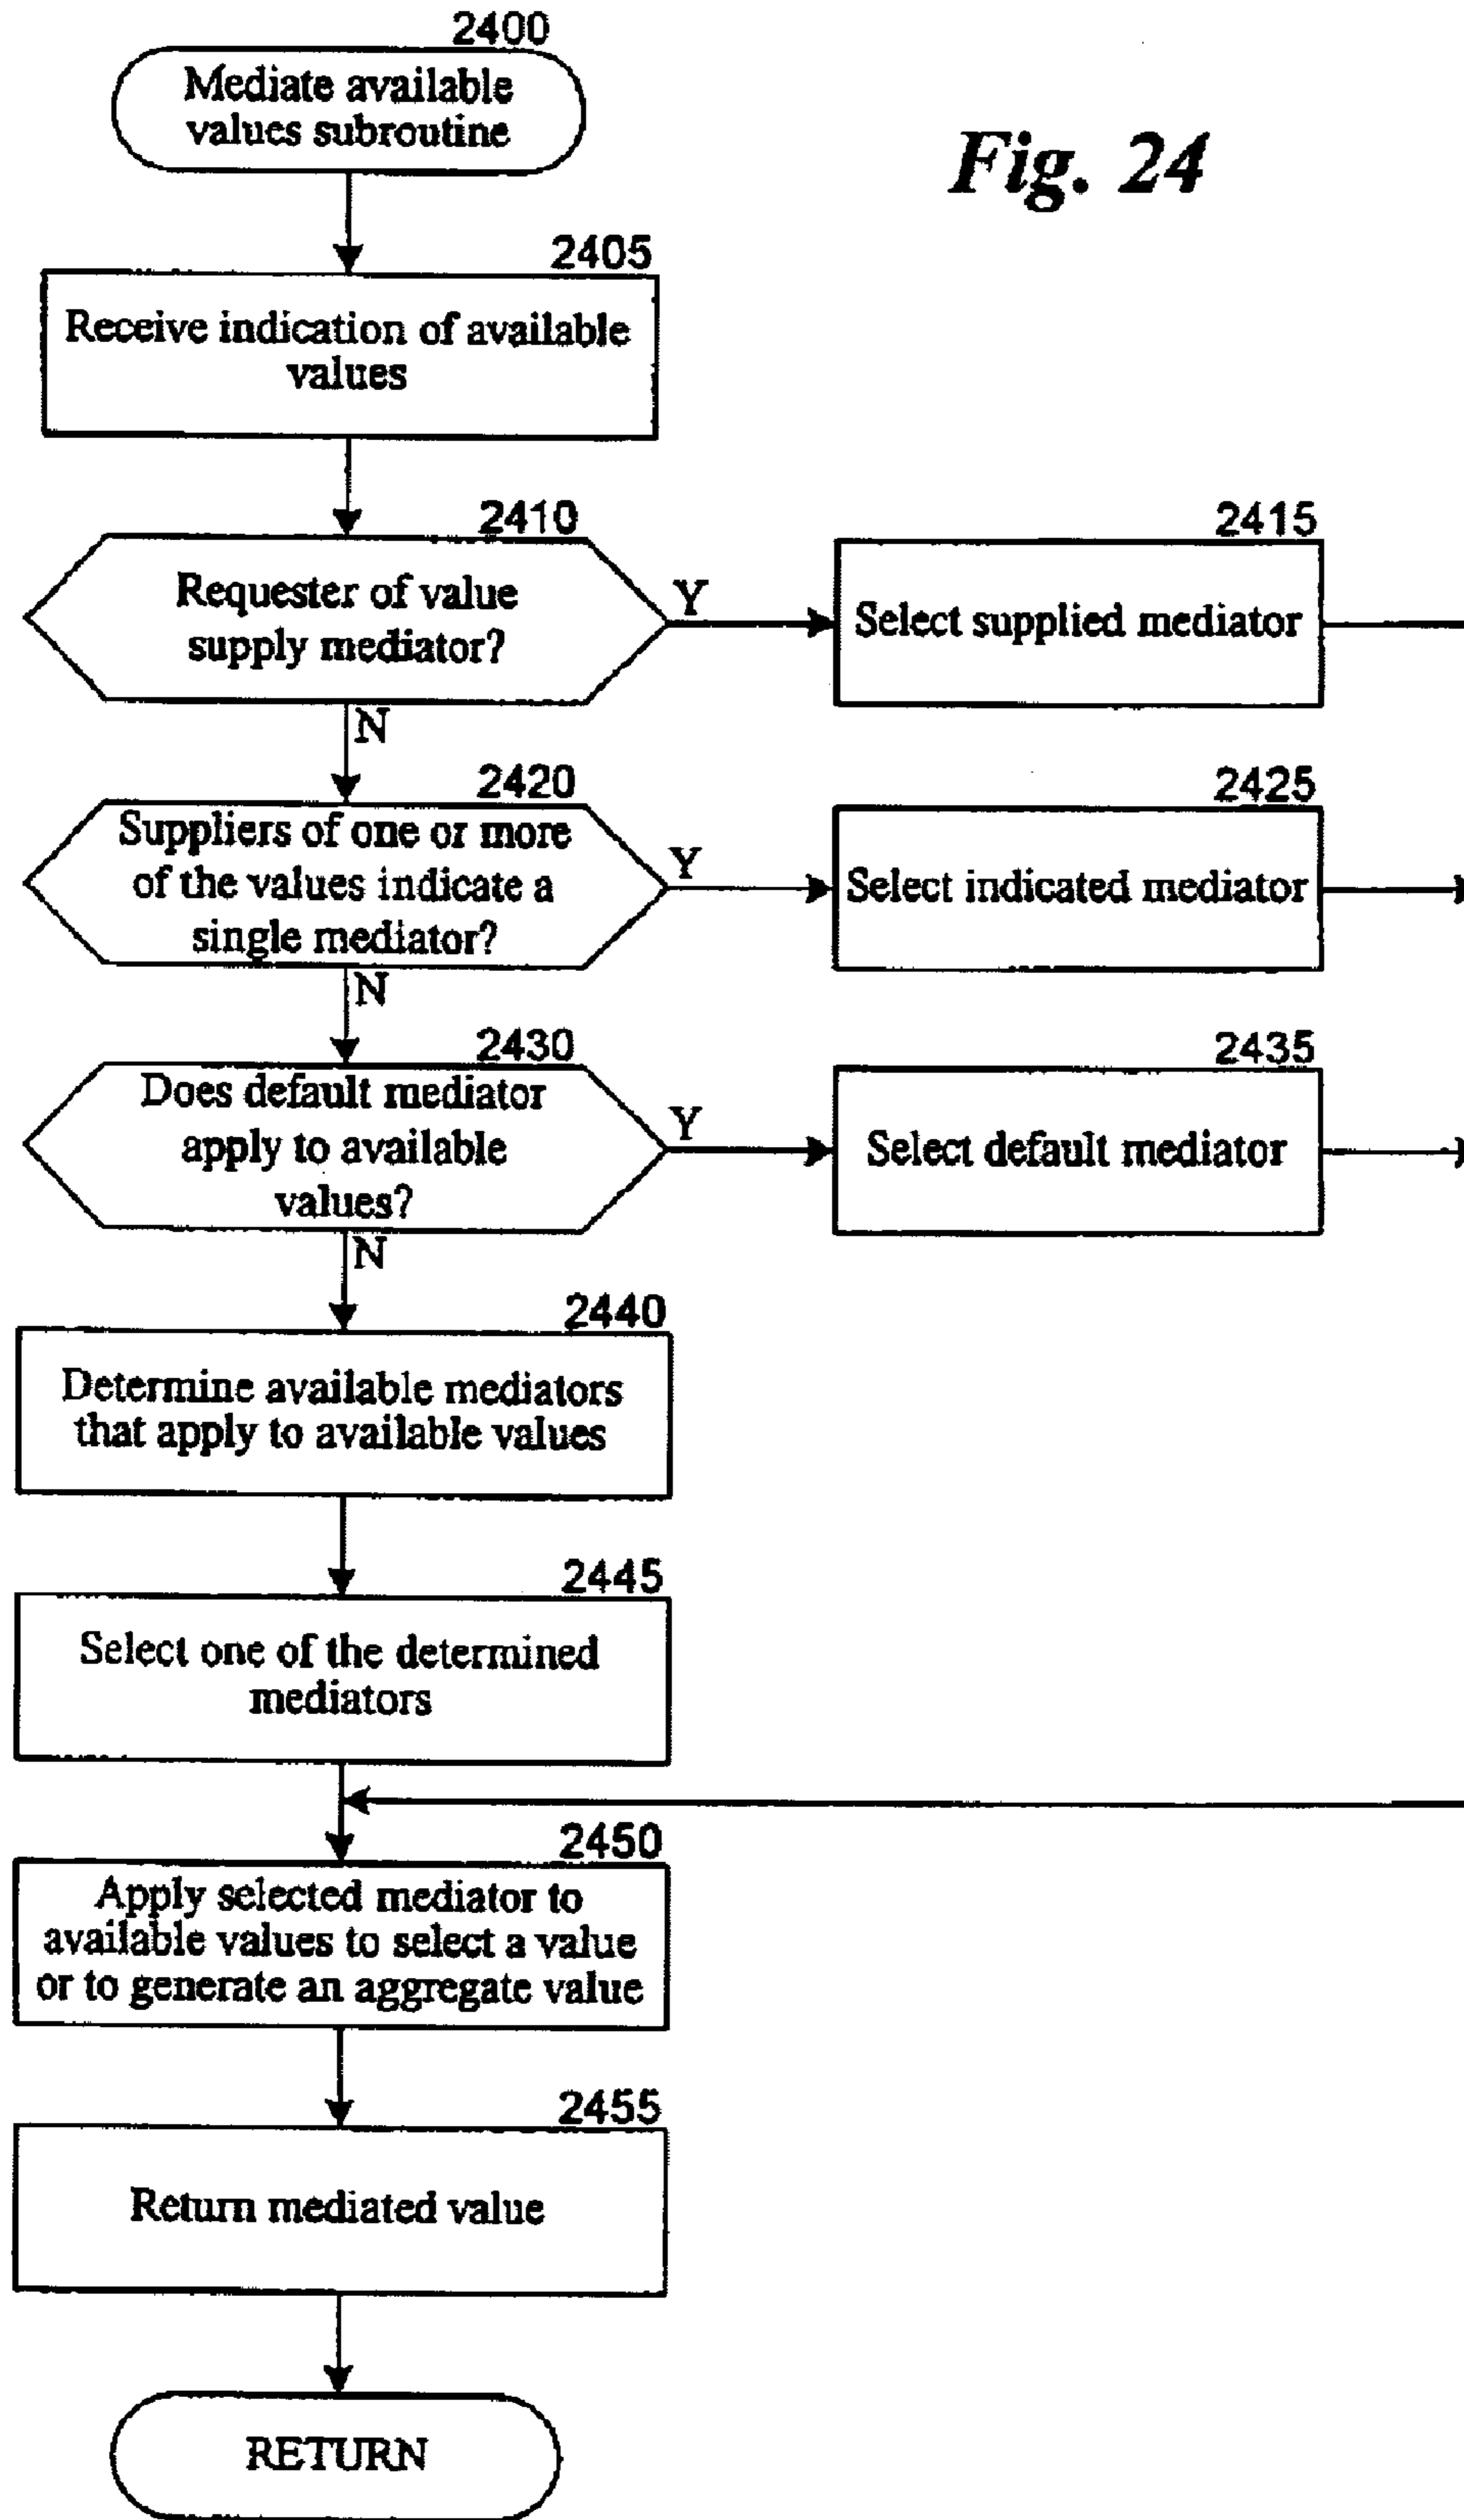 2400
Mediate available
values subroutine
Fig. 24
2405
Receive indication of available
values
2410
Requester of value
supply mediator?
Y
2415
Select supplied mediator
N
2420
Suppliers of one or more
of the values indicate a
single mediator?
Y
2425
Select indicated mediator
N
2430
Does default mediator
apply to available
values?
Y
2435
Select default mediator
N
2440
Determine available mediators
that apply to available values
2445
Select one of the determined
mediators
2450
Apply selected mediator to
available values to select a value
or to generate an aggregate value
2455
Return mediated value
RETURN